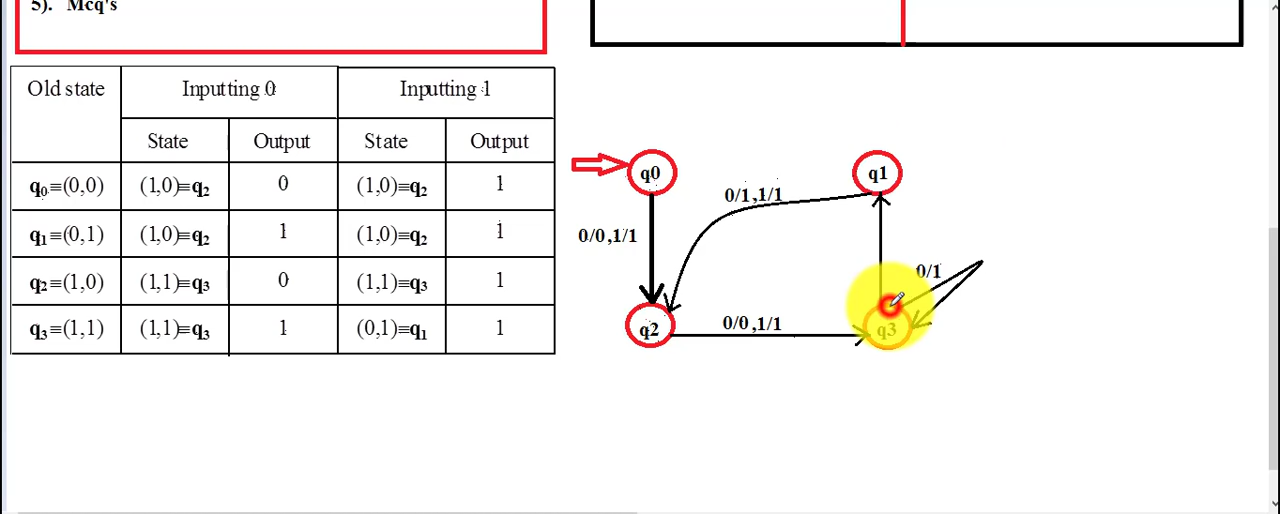 5). Mcq's
Old state Inputting 0 Inputting 1
State Output State Output
q0≡(0,0) (1,0)≡q2 0 (1,0)≡q2 1
q1≡(0,1) (1,0)≡q2 1 (1,0)≡q2 1
q2≡(1,0) (1,1)≡q3 0 (1,1)≡q3 1
q3≡(1,1) (1,1)≡q3 1 (0,1)≡q1 1
q0
q1
0/1,1/1
0/0,1/1
0/1
q2
0/0,1/1
q3